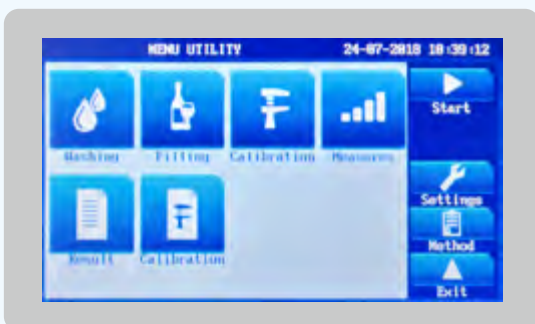 MENU UTILITY 24-07-2018 10:39:12
Start
Washing Filling Calibration Measures
Settings
Result Calibration
Method
Exit